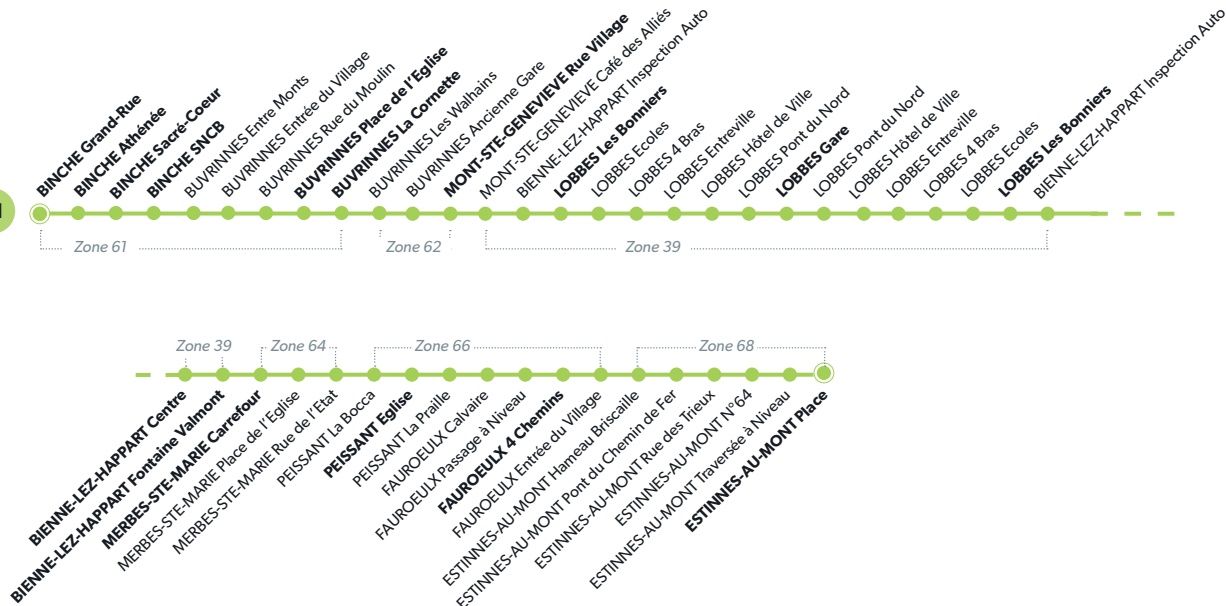 BINCHE Grand-Rue
BINCHE Athénée
BINCHE Sacré-Coeur
BINCHE SNCB
BUVRINNES Entre Monts
BUVRINNES Entrée du Village
BUVRINNES Rue du Moulin
BUVRINNES Place de l'Eglise
BUVRINNES La Cornette
BUVRINNES Les Walhains
BUVRINNES Ancienne Gare
MONT-STE-GENEVIEVE Rue Village
MONT-STE-GENEVIEVE Café des Alliés
BIENNE-LEZ-HAPPART Inspection Auto
LOBBES Les Bonniers
LOBBES Ecoles
LOBBES 4 Bras
LOBBES Entreville
LOBBES Hôtel de Ville
LOBBES Pont du Nord
LOBBES Gare
LOBBES Pont du Nord
LOBBES Hôtel de Ville
LOBBES Entreville
LOBBES 4 Bras
LOBBES Ecoles
LOBBES Les Bonniers
BIENNE-LEZ-HAPPART Inspection Auto
Zone 61
Zone 62
Zone 39
Zone 39
Zone 64
Zone 66
Zone 68
BIENNE-LEZ-HAPPART Centre
BIENNE-LEZ-HAPPART Fontaine Valmont
MERBES-STE-MARIE Carrefour
MERBES-STE-MARIE Place de l'Eglise
MERBES-STE-MARIE Rue de l'Etat
PEISSANT La Bocca
PEISSANT Eglise
PEISSANT La Praille
FAUROEULX Calvaire
FAUROEULX Passage à Niveau
FAUROEULX 4 Chemins
FAUROEULX Entrée du Village
ESTINNES-AU-MONT Hameau Briscaille
ESTINNES-AU-MONT Pont du Chemin de Fer
ESTINNES-AU-MONT Rue des Trieux
ESTINNES-AU-MONT N°64
ESTINNES-AU-MONT Traversée à Niveau
ESTINNES-AU-MONT Place